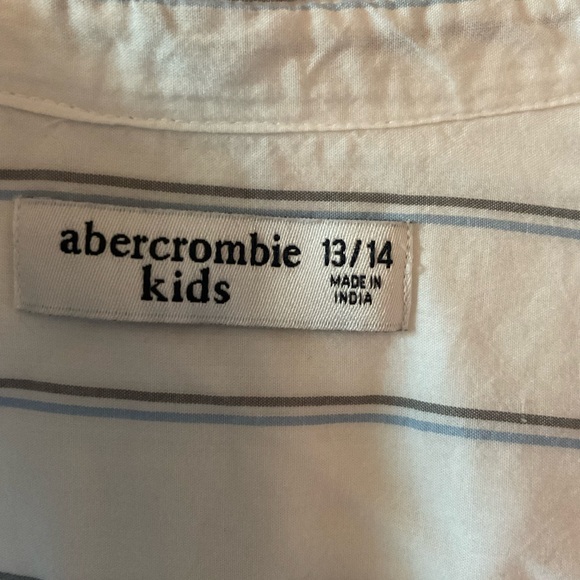 abercrombie
kids
13/14
MADE IN
INDIA